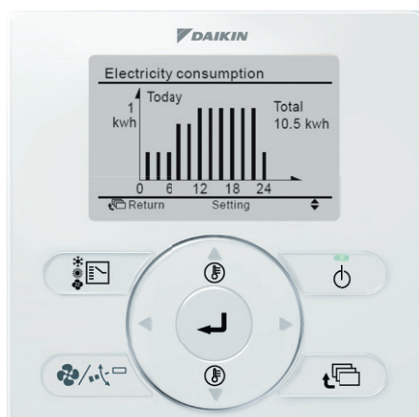 DAIKIN
Electricity consumption
1 Today Total
kwh 10.5 kwh
0 6 12 18 24
Return Setting